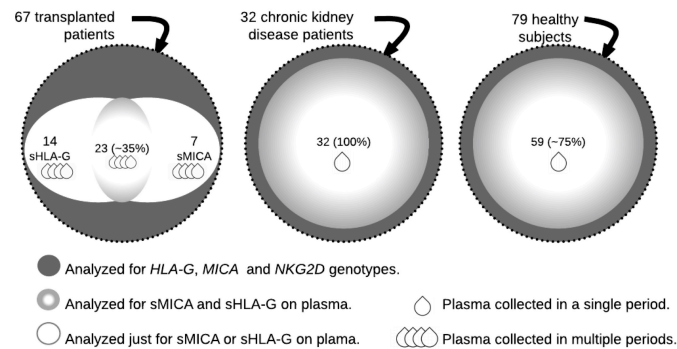 67 transplanted
patients
32 chronic kidney
disease patients
79 healthy
subjects
14
sHLA-G
23 (~35%)
7
sMICA
32 (100%)
59 (~75%)
Analyzed for HLA-G, MICA and NKG2D genotypes.
Analyzed for sMICA and sHLA-G on plasma.
Plasma collected in a single period.
Analyzed just for sMICA or sHLA-G on plama.
Plasma collected in multiple periods.